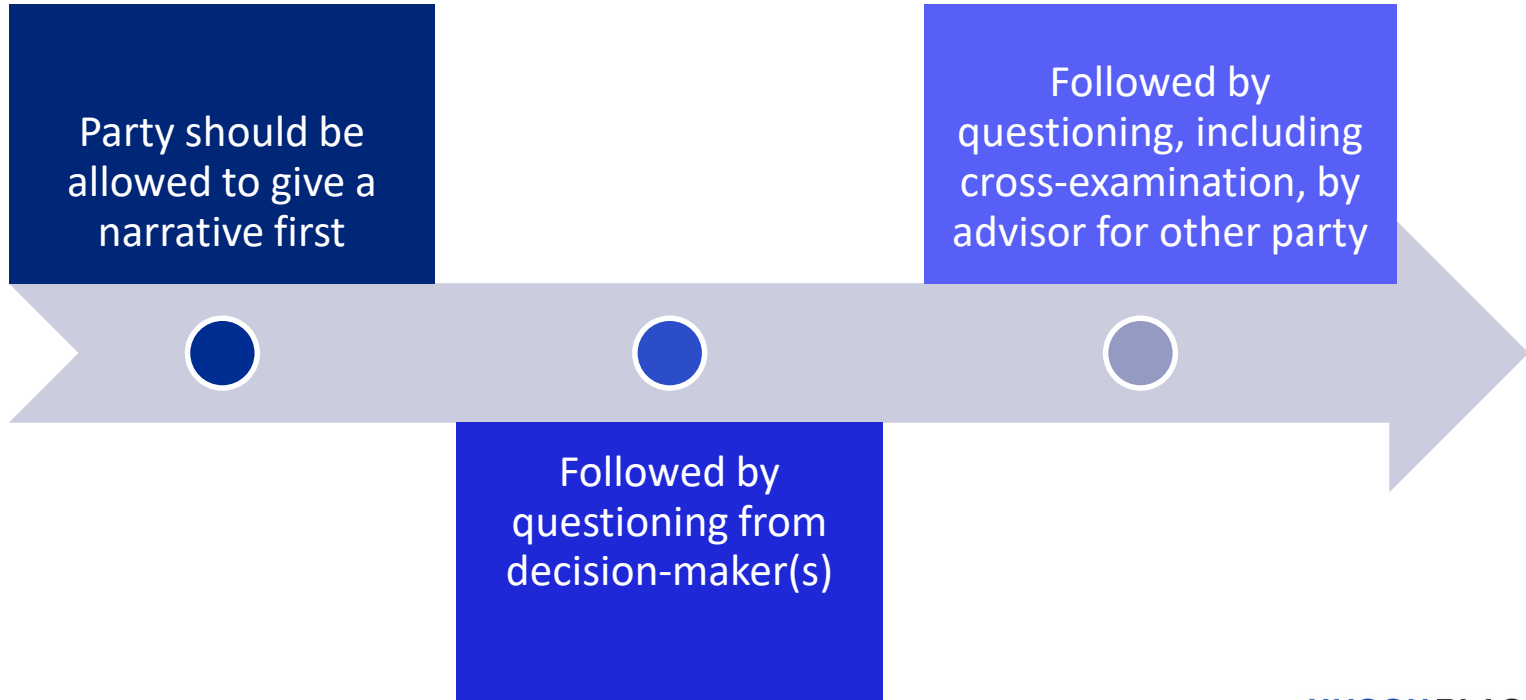 Party should be
allowed to give a
narrative first
Followed by
questioning from
decision-maker(s)
Followed by
questioning, including
cross-examination, by
advisor for other party